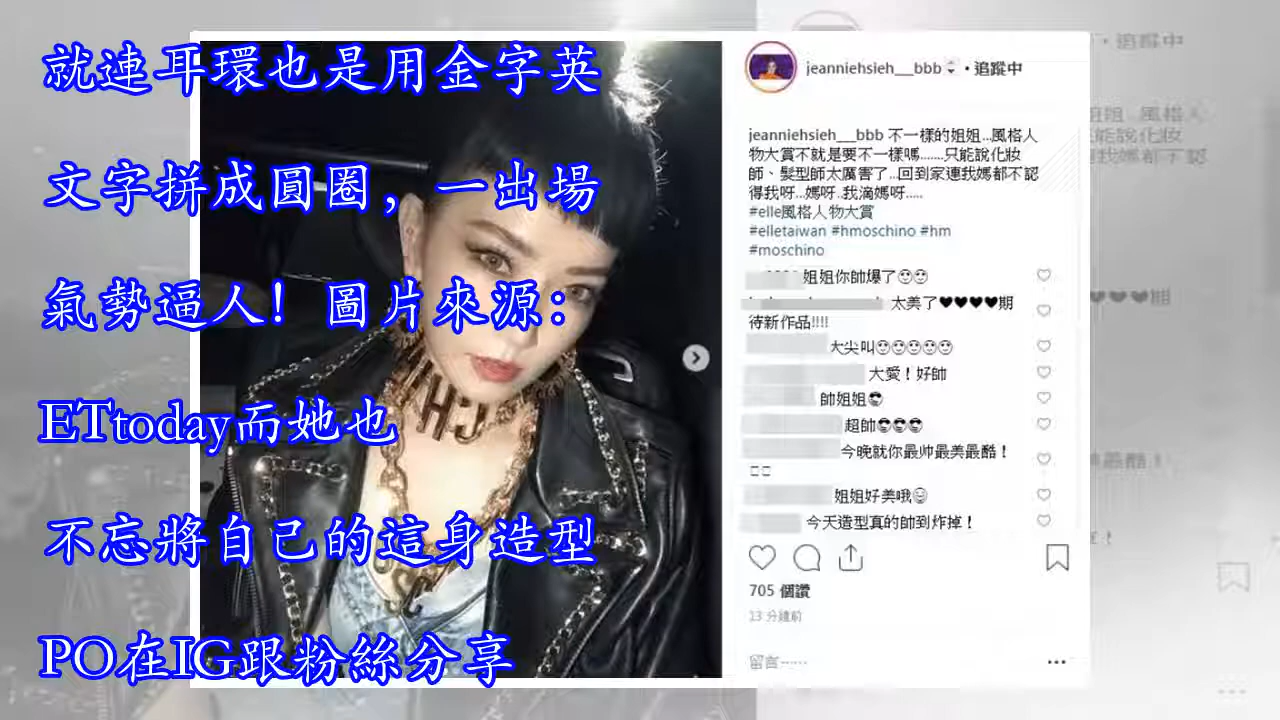 就連耳環也是用金字英
文字拼成圓圈，一出場
氣勢逼人！圖片來源：
ETtoday而她也
不忘將自己的這身造型
PO在IG跟粉絲分享
HJ
jeanniehsieh__bbb • 追蹤中
jeanniehsieh__bbb 不一樣的姐姐...風格人
物大賞不就是要不一樣嗎.......只能說化妝
師、髮型師太厲害了...回到家連我媽都不認
得我呀...媽呀..我滴媽呀.....
#elle風格人物大賞
#elletaiwan #hmoschino #hm
#moschino
姐姐你帥爆了😍😍
太美了♥♥♥♥期
待新作品!!!!
大尖叫😍😍😍😍😍
大愛！好帥
帥姐姐😎
超帥😎😎😎
今晚就你最帅最美最酷！
姐姐好美哦
今天造型真的帥到炸掉！
705 個讚
13 分鐘前
留言······